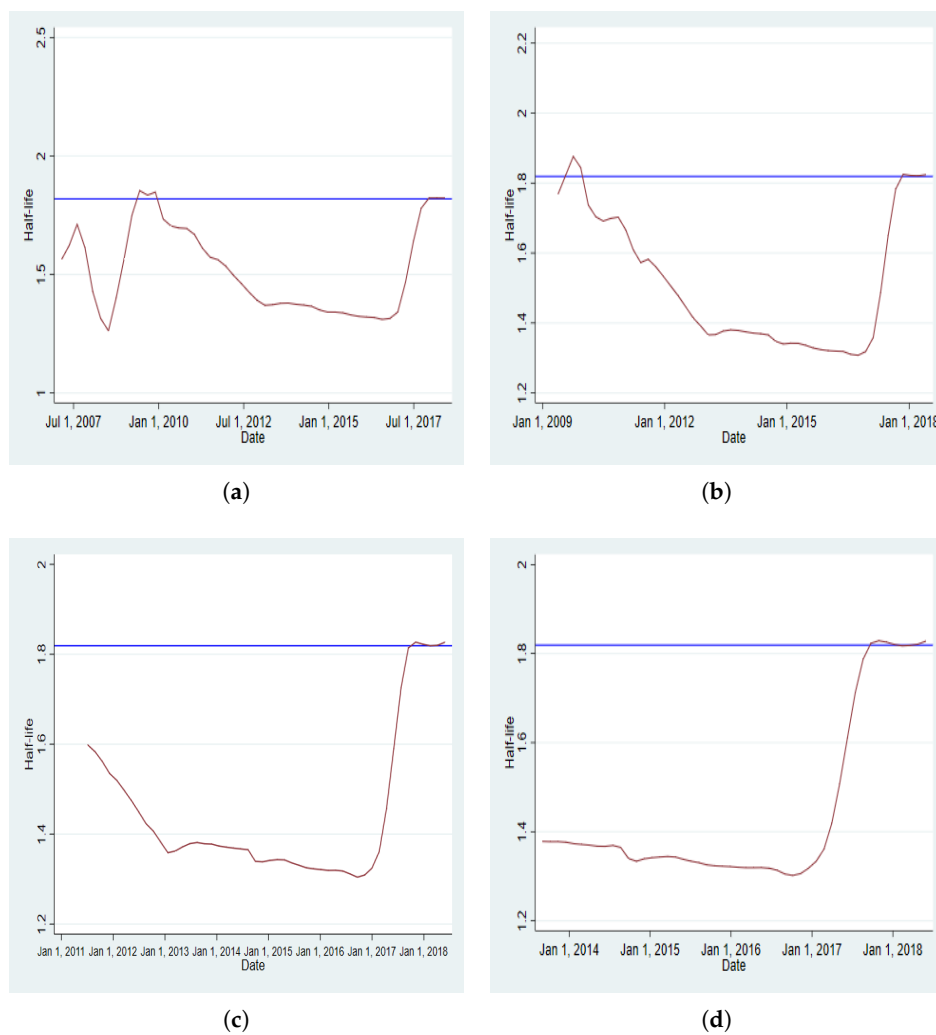 2.5
2
1.5
1
Half-life
Jul 1, 2007 Jan 1, 2010 Jul 1, 2012 Jan 1, 2015 Jul 1, 2017
Date
(a)
2.2
2
1.8
1.6
1.4
1.2
Half-life
Jan 1, 2009 Jan 1, 2012 Jan 1, 2015 Jan 1, 2018
Date
(b)
2
1.8
1.6
1.4
1.2
Half-life
Jan 1, 2011 Jan 1, 2012 Jan 1, 2013 Jan 1, 2014 Jan 1, 2015 Jan 1, 2016 Jan 1, 2017 Jan 1, 2018
Date
(c)
2
1.8
1.6
1.4
1.2
Half-life
Jan 1, 2014 Jan 1, 2015 Jan 1, 2016 Jan 1, 2017 Jan 1, 2018
Date
(d)